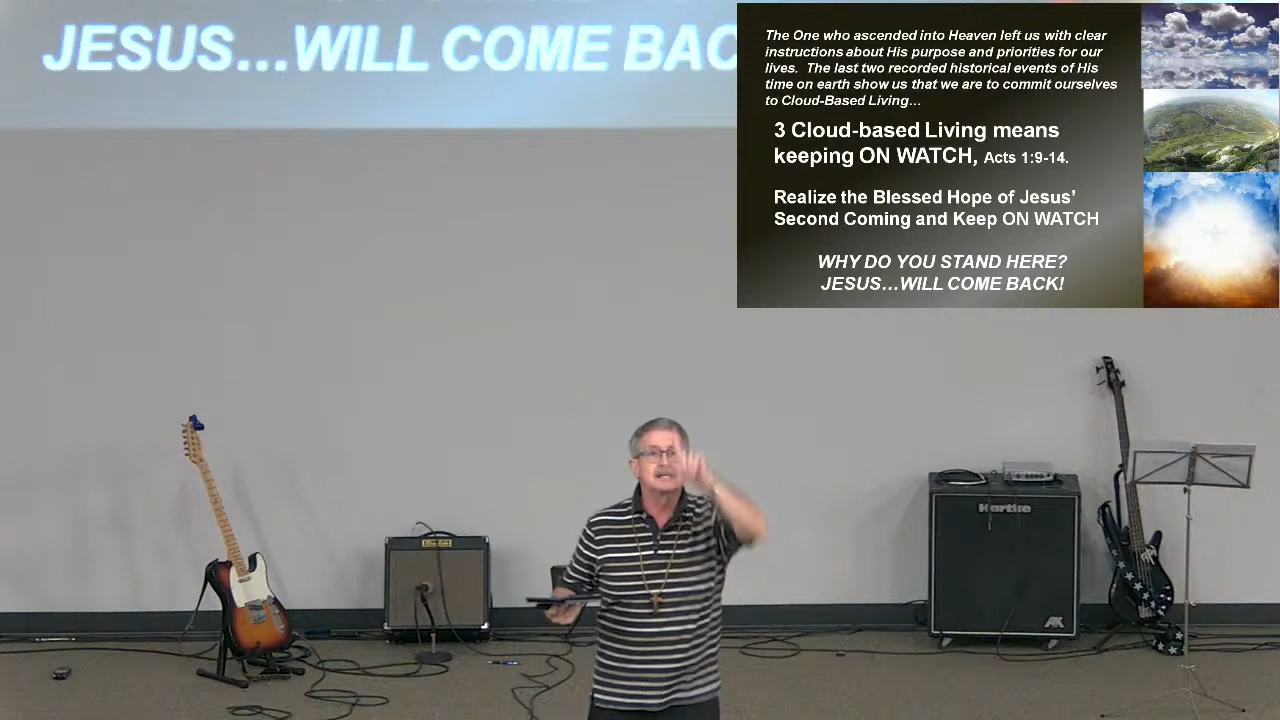 JESUS...WILL COME BAC
The One who ascended into Heaven left us with clear
instructions about His purpose and priorities for our
lives. The last two recorded historical events of His
time on earth show us that we are to commit ourselves
to Cloud-Based Living...
3 Cloud-based Living means
keeping ON WATCH, Acts 1:9-14.
Realize the Blessed Hope of Jesus'
Second Coming and Keep ON WATCH
WHY DO YOU STAND HERE?
JESUS...WILL COME BACK!
Hartke
AK